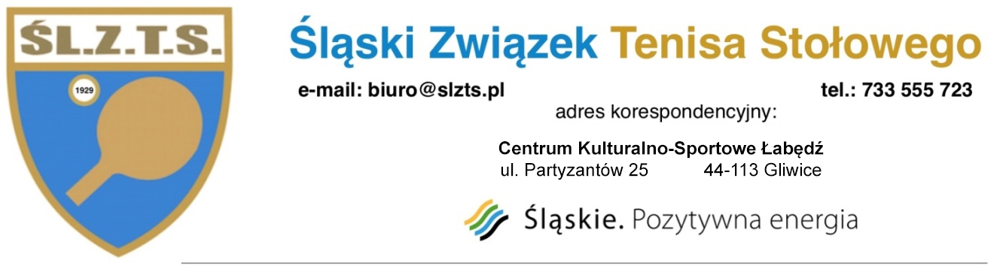 ŚL.Z.T.S.
1929
Śląski Związek Tenisa Stołowego
e-mail: biuro@slzts.pl tel.: 733 555 723
adres korespondencyjny:
Centrum Kulturalno-Sportowe Łabędź
ul. Partyzantów 25 44-113 Gliwice
Śląskie. Pozytywna energia